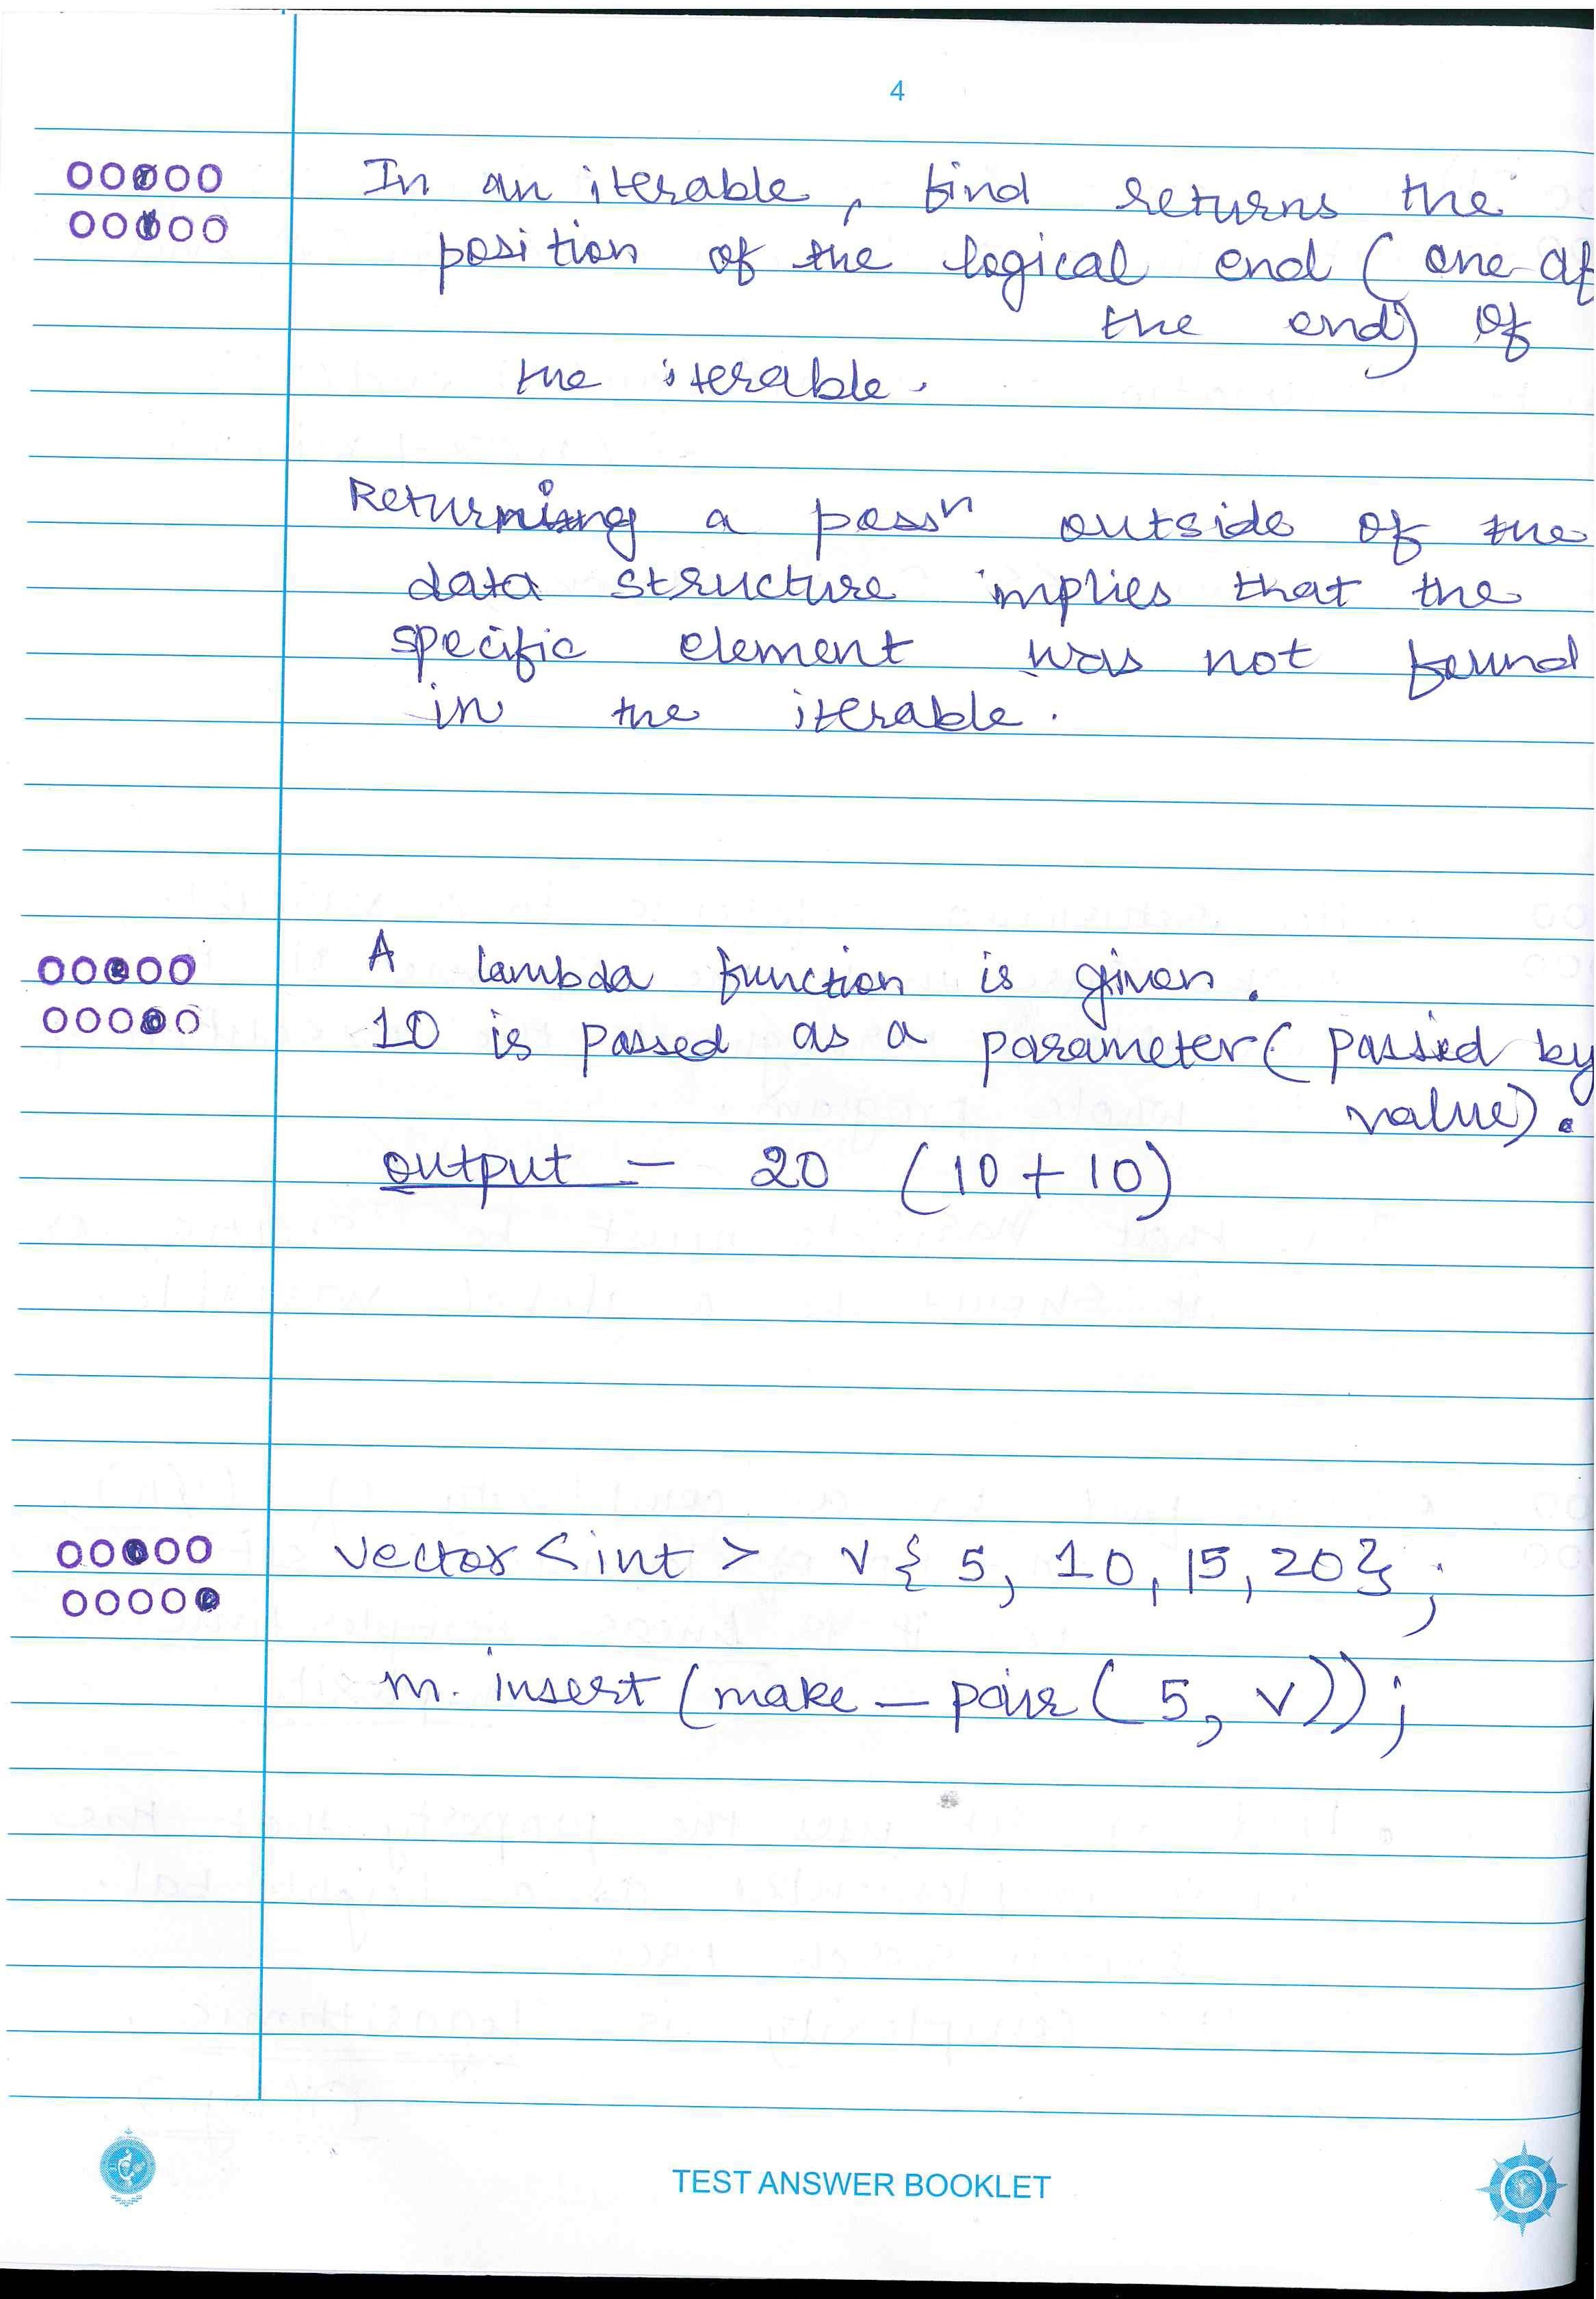 4
In an iterable, find returns the
position of the logical end (one af
the end) of
the iterable.
Returning a possⁿ outside of the
data structure implies that the
specific element was not found
in the iterable.
A lambda function is given.
10 is passed as a parameter (passed by
value).
output - 20 (10 + 10)
vector <int> v{5, 10, 15, 20};
m. insert (make_pair (5, v));
TEST ANSWER BOOKLET